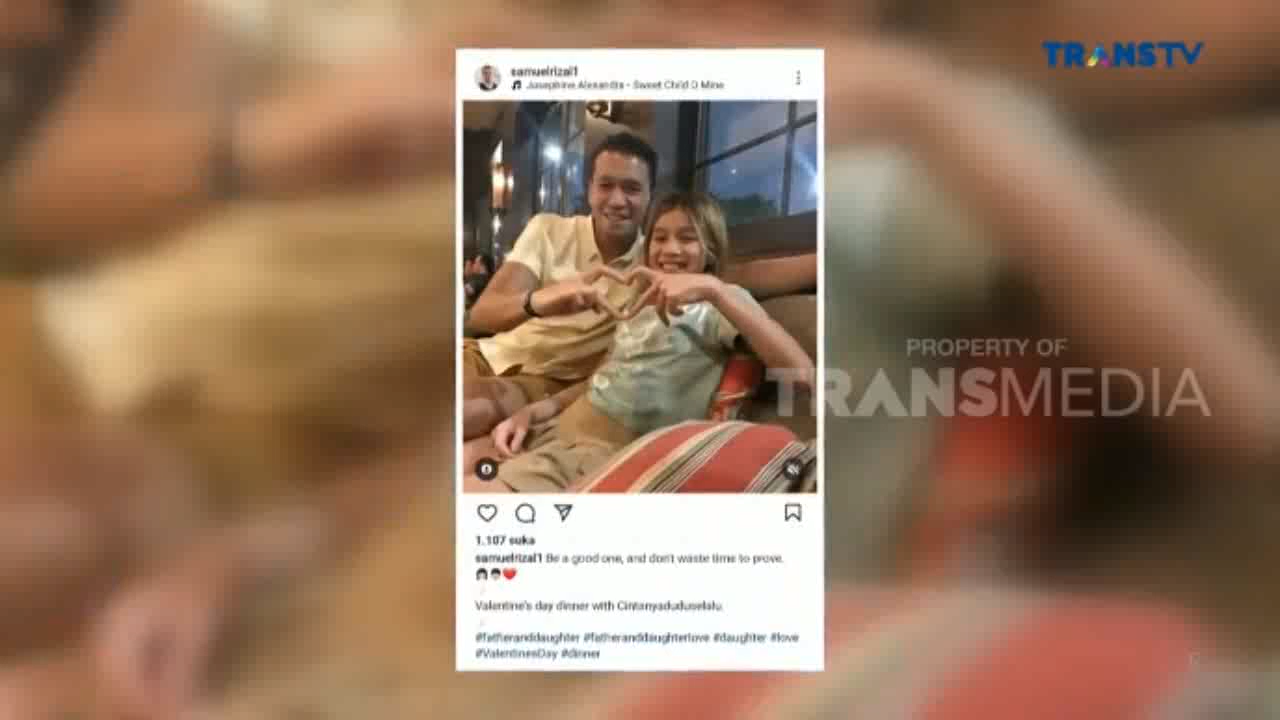 TRANSTV
samuelrizal1
Josephine Alexandra • Sweet Child O Mine
PROPERTY OF
TRANSMEDIA
1.107 suka
samuelrizal1 Be a good one, and don't waste time to prove.
Valentine's day dinner with Cintanyaduduselalu.
#fatheranddaughter #fatheranddaughterlove #daughter #love
#ValentinesDay #dinner